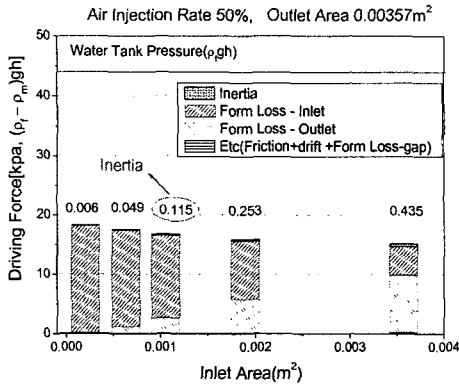 Air Injection Rate 50%, Outlet Area 0.00357m²
Water Tank Pressure(ρfgh)
Inertia
Form Loss - Inlet
Form Loss - Outlet
Etc(Friction+drift +Form Loss-gap)
Inertia
0.006 0.049 0.115 0.253 0.435
Driving Force[kpa, (ρf – ρm)gh]
50
40
30
20
10
0
0.000 0.001 0.002 0.003 0.004
Inlet Area(m²)